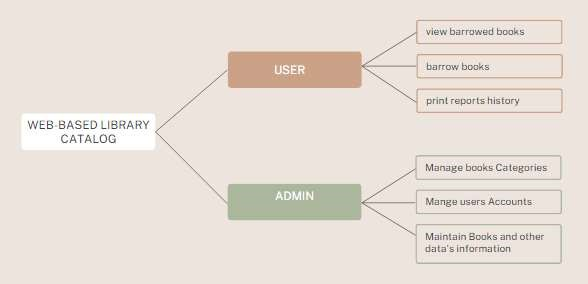 view barrowed books
USER
barrow books
print reports history
WEB-BASED LIBRARY
CATALOG
Manage books Categories
ADMIN
Mange users Accounts
Maintain Books and other
data's information